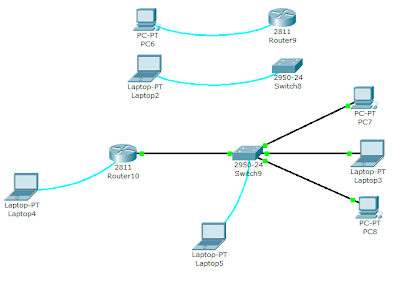 PC-PT
PC6
2811
Router9
Laptop-PT
Laptop2
2950-24
Switch8
PC-PT
PC7
2811
Router10
2950-24
Switch9
Laptop-PT
Laptop3
Laptop-PT
Laptop4
PC-PT
PC8
Laptop-PT
Laptop5